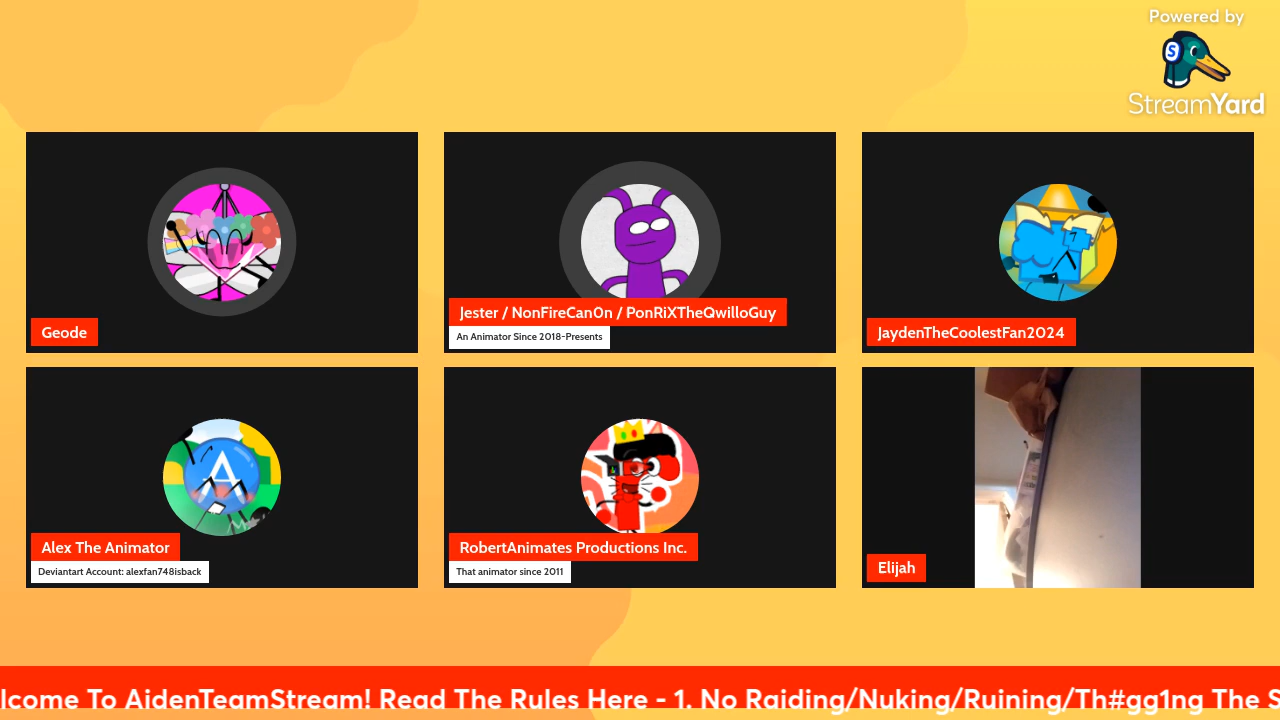 Powered by
StreamYard
Geode
Jester / NonFireCan0n / PonRiXTheQwilloGuy
An Animator Since 2018-Presents
JaydenTheCoolestFan2024
Alex The Animator
Deviantart Account: alexfan748isback
RobertAnimates Productions Inc.
That animator since 2011
Elijah
lcome To AidenTeamStream! Read The Rules Here - 1. No Raiding/Nuking/Ruining/Th#gg1ng The S